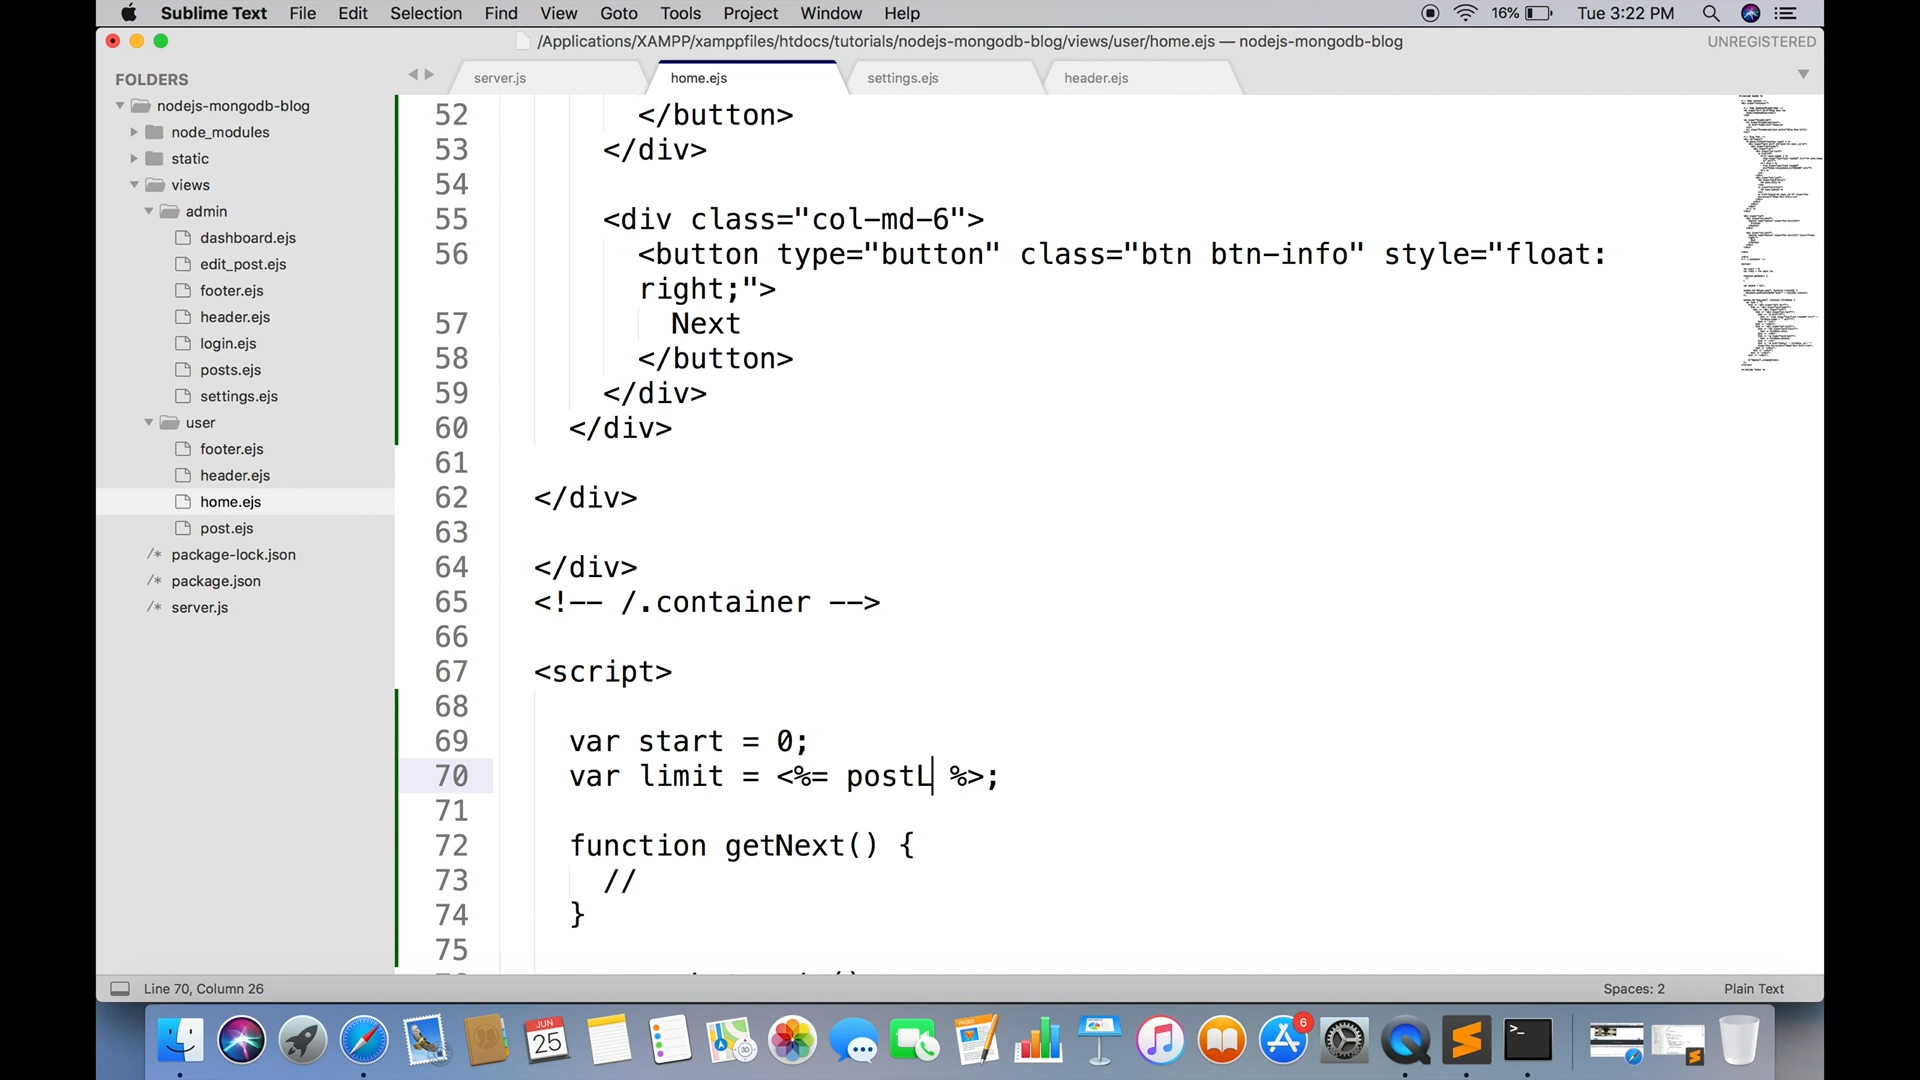 Sublime Text File Edit Selection Find View Goto Tools Project Window Help 16% Tue 3:22 PM
/Applications/XAMPP/xamppfiles/htdocs/tutorials/nodejs-mongodb-blog/views/user/home.ejs — nodejs-mongodb-blog UNREGISTERED
server.js home.ejs settings.ejs header.ejs
FOLDERS
nodejs-mongodb-blog
node_modules
static
views
admin
dashboard.ejs
edit_post.ejs
footer.ejs
header.ejs
login.ejs
posts.ejs
settings.ejs
user
footer.ejs
header.ejs
home.ejs
post.ejs
/* package-lock.json
/* package.json
/* server.js
52 </button>
53 </div>
54
55 <div class="col-md-6">
56 <button type="button" class="btn btn-info" style="float:
right;">
57 Next
58 </button>
59 </div>
60 </div>
61
62 </div>
63
64 </div>
65 <!-- /.container -->
66
67 <script>
68
69 var start = 0;
70 var limit = <%= postL %>;
71
72 function getNext() {
73 //
74 }
75
Line 70, Column 26 Spaces: 2 Plain Text
JUN
25
6